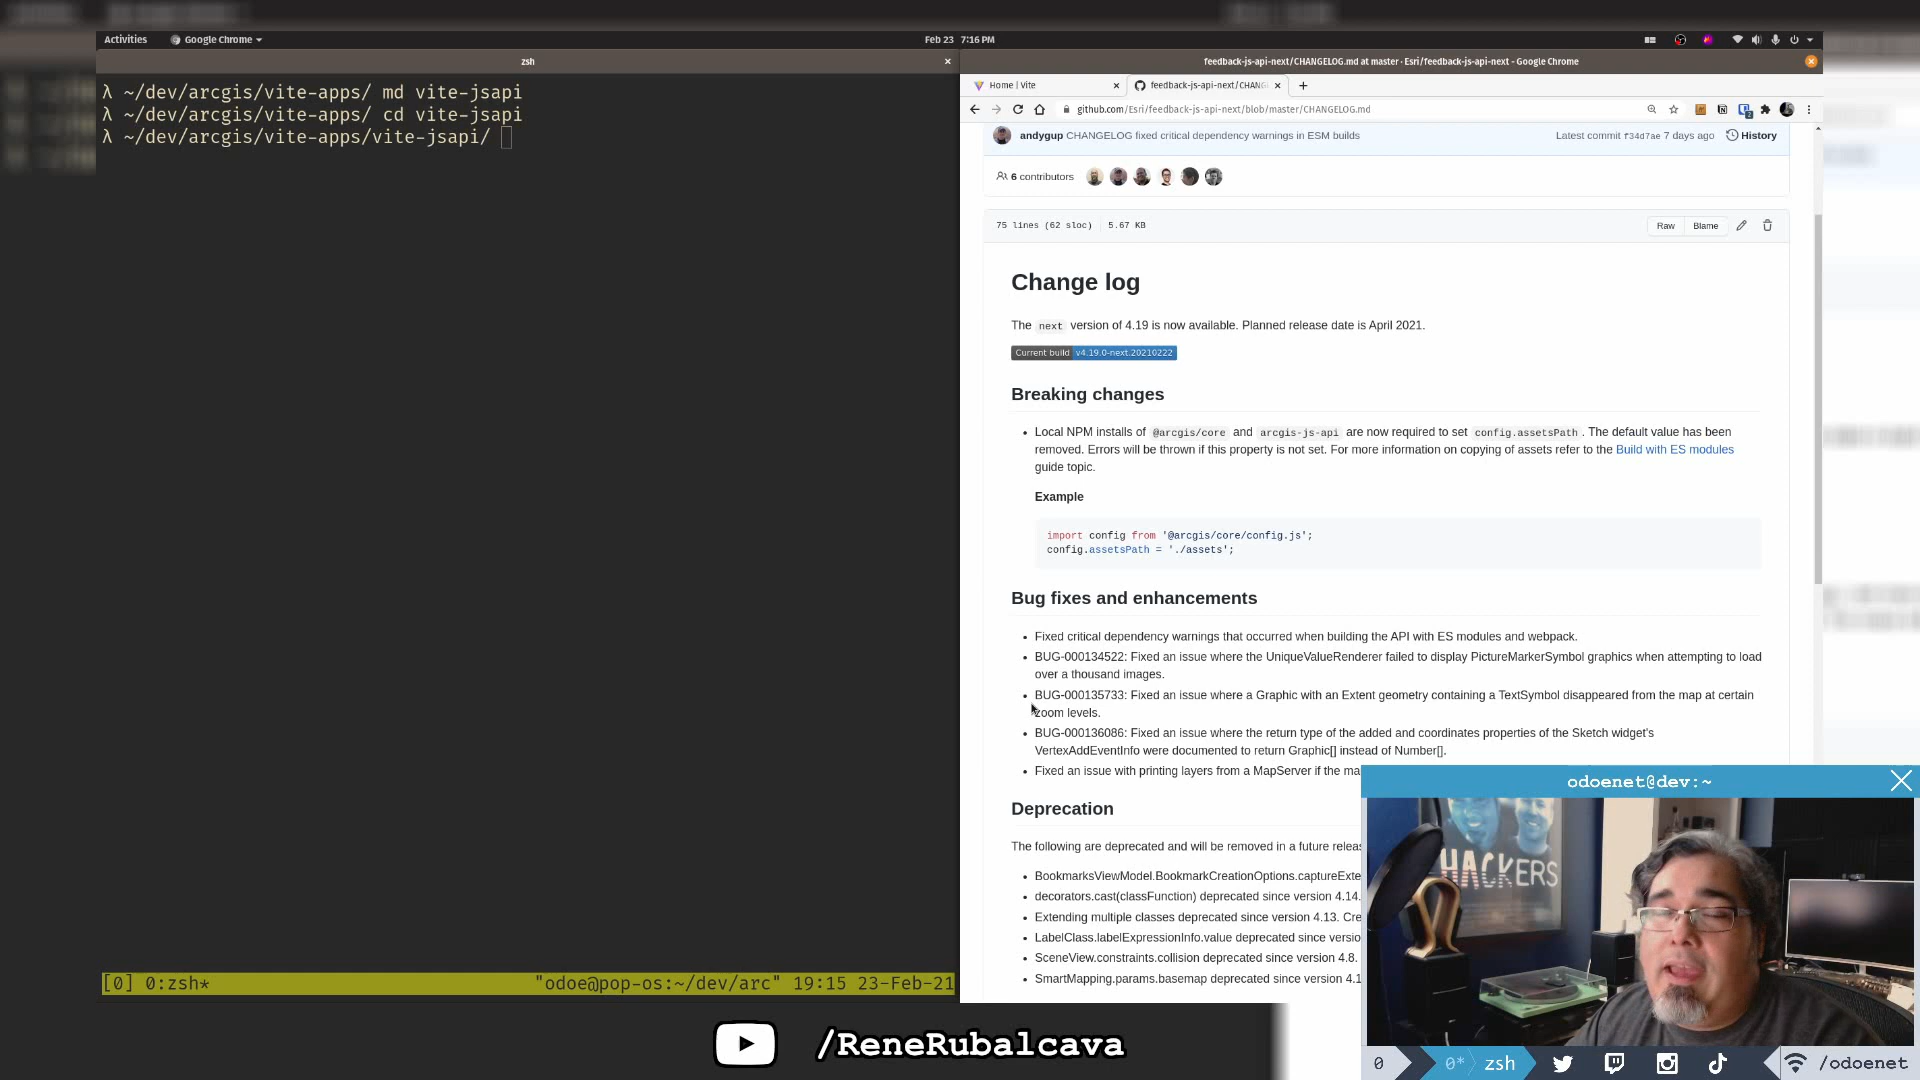 Activities
Google Chrome
Feb 23 7:16 PM
zsh
λ ~/dev/arcgis/vite-apps/ md vite-jsapi
λ ~/dev/arcgis/vite-apps/ cd vite-jsapi
λ ~/dev/arcgis/vite-apps/vite-jsapi/
[0] 0:zsh*
"odoe@pop-os:~/dev/arc" 19:15 23-Feb-21
feedback-js-api-next/CHANGELOG.md at master · Esri/feedback-js-api-next - Google Chrome
Home | Vite
feedback-js-api-next/CHANG
github.com/Esri/feedback-js-api-next/blob/master/CHANGELOG.md
andygup CHANGELOG fixed critical dependency warnings in ESM builds
Latest commit f34d7ae 7 days ago
History
6 contributors
75 lines (62 sloc)
5.67 KB
Raw
Blame
Change log
The next version of 4.19 is now available. Planned release date is April 2021.
Current build v4.19.0-next.20210222
Breaking changes
• Local NPM installs of @arcgis/core and arcgis-js-api are now required to set config.assetsPath . The default value has been
removed. Errors will be thrown if this property is not set. For more information on copying of assets refer to the Build with ES modules
guide topic.
Example
import config from '@arcgis/core/config.js';
config.assetsPath = './assets';
Bug fixes and enhancements
• Fixed critical dependency warnings that occurred when building the API with ES modules and webpack.
• BUG-000134522: Fixed an issue where the UniqueValueRenderer failed to display PictureMarkerSymbol graphics when attempting to load
over a thousand images.
• BUG-000135733: Fixed an issue where a Graphic with an Extent geometry containing a TextSymbol disappeared from the map at certain
zoom levels.
• BUG-000136086: Fixed an issue where the return type of the added and coordinates properties of the Sketch widget's
VertexAddEventInfo were documented to return Graphic[] instead of Number[].
• Fixed an issue with printing layers from a MapServer if the ma
Deprecation
The following are deprecated and will be removed in a future relea
• BookmarksViewModel.BookmarkCreationOptions.captureExte
• decorators.cast(classFunction) deprecated since version 4.14.
• Extending multiple classes deprecated since version 4.13. Cre
• LabelClass.labelExpressionInfo.value deprecated since versio
• SceneView.constraints.collision deprecated since version 4.8.
• SmartMapping.params.basemap deprecated since version 4.1
odoenet@dev:~
HACKERS
/ReneRubalcava
0
0*
zsh
/odoenet